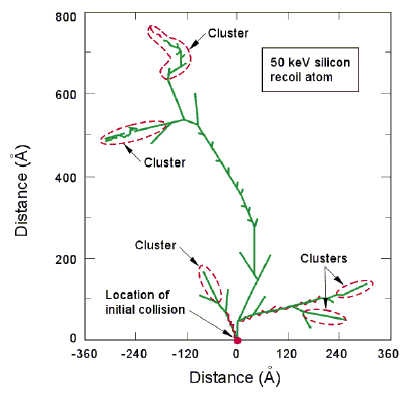 800
600
400
200
100
0
Distance (Å)
Cluster
50 keV silicon
recoil atom
Cluster
Cluster
Clusters
Location of
initial collision
-360
-240
-120
0
120
240
360
Distance (Å)